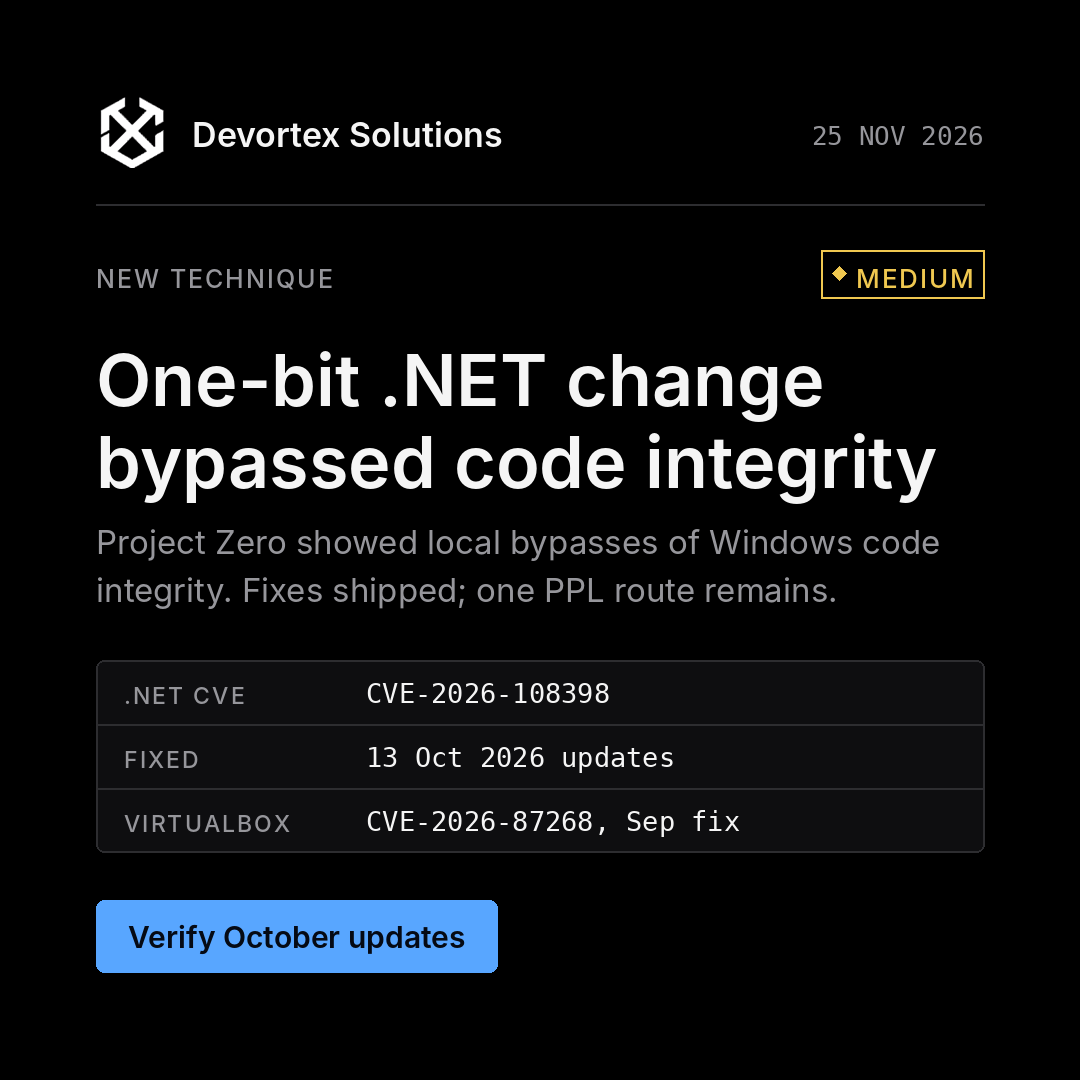 Devortex Solutions
25 NOV 2026
NEW TECHNIQUE
MEDIUM
One-bit .NET change
bypassed code integrity
Project Zero showed local bypasses of Windows code
integrity. Fixes shipped; one PPL route remains.
.NET CVE CVE-2026-108398
FIXED 13 Oct 2026 updates
VIRTUALBOX CVE-2026-87268, Sep fix
Verify October updates